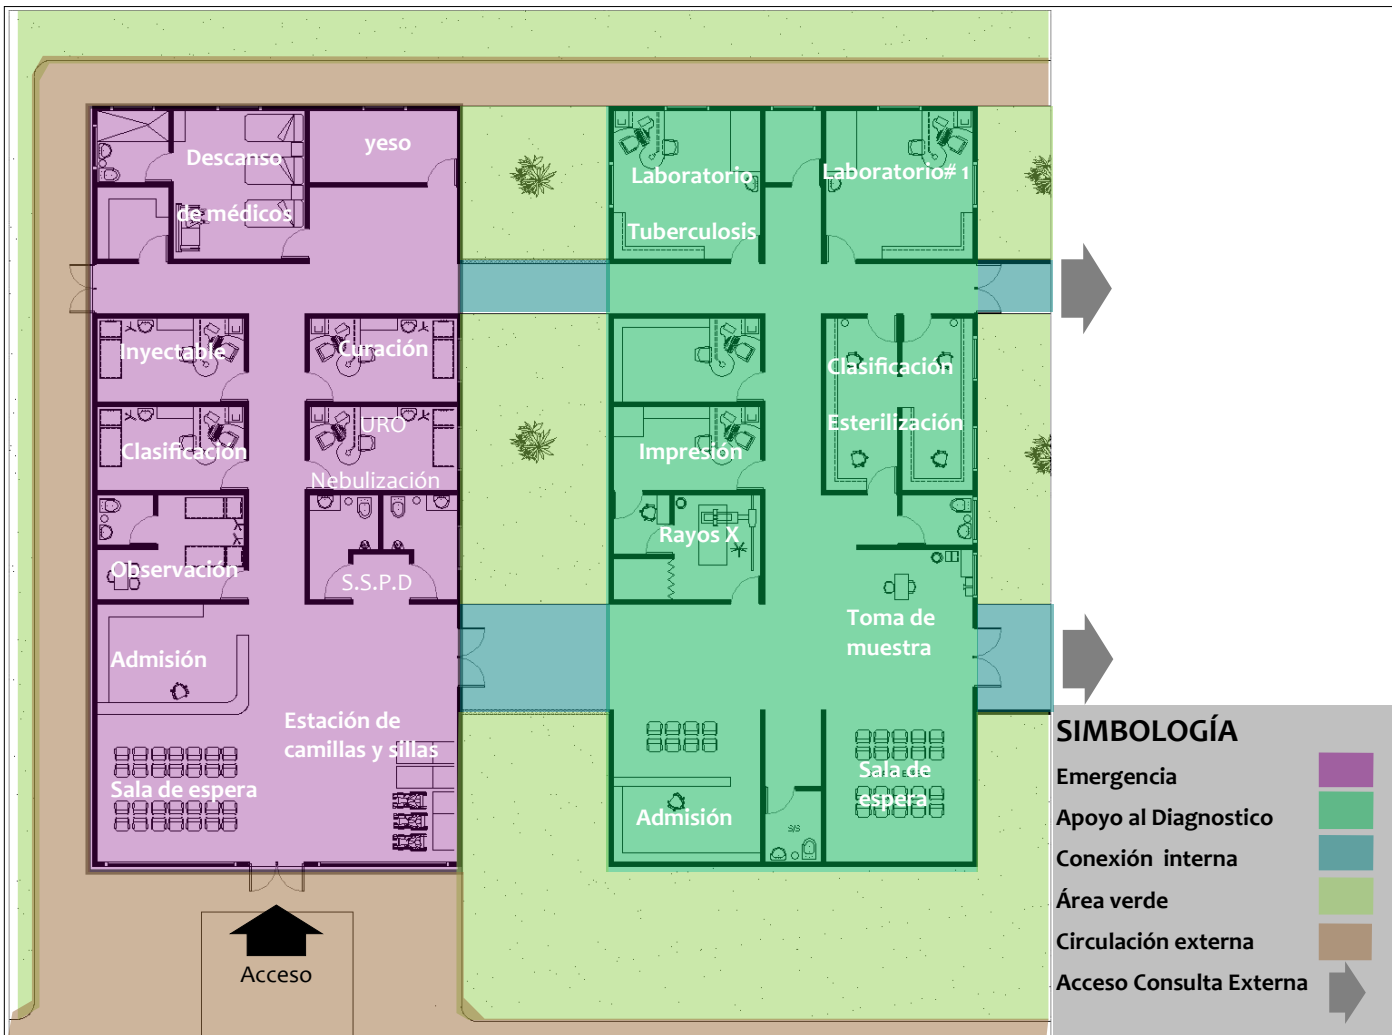 Descanso
de médicos
yeso
Laboratorio
Tuberculosis
Laboratorio# 1
Inyectable
Curación
Clasificación
URO
Nebulización
Observación
S.S.P.D
Admisión
Estación de
camillas y sillas
Sala de espera
Acceso
Clasificación
Esterilización
Impresión
Rayos X
Toma de
muestra
Admisión
S/S
Sala de
espera
SIMBOLOGÍA
Emergencia
Apoyo al Diagnostico
Conexión interna
Área verde
Circulación externa
Acceso Consulta Externa